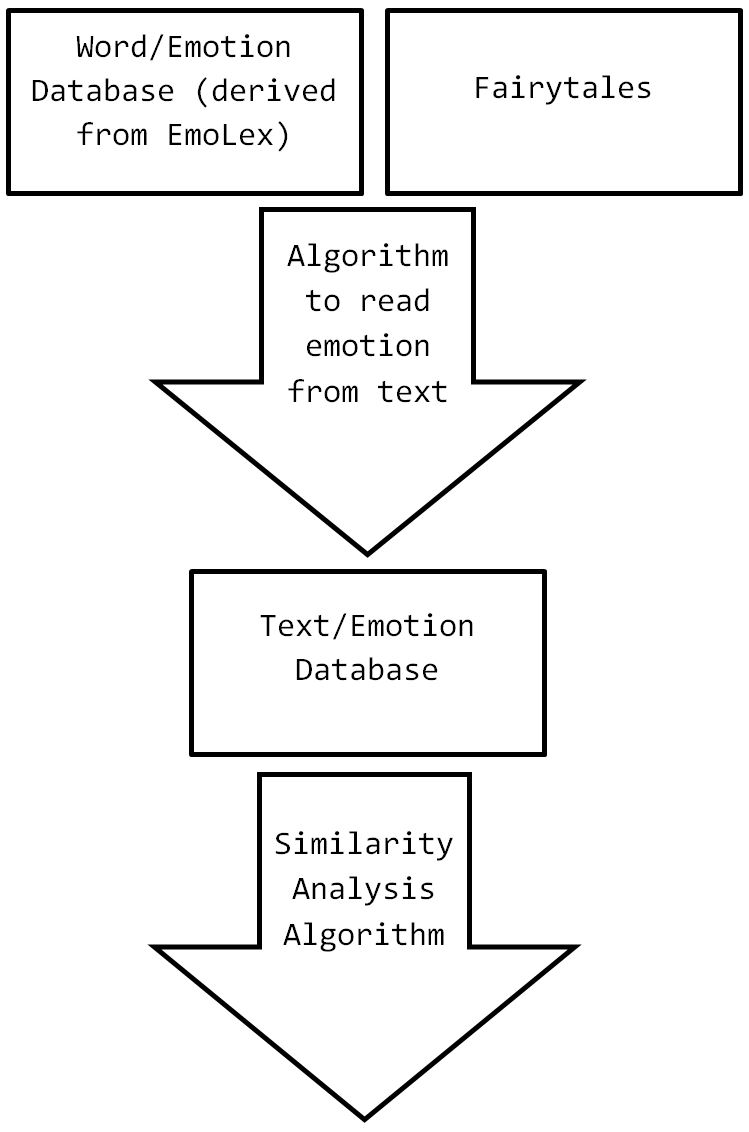 Word/Emotion
Database (derived
from EmoLex)
Fairytales
Algorithm
to read
emotion
from text
Text/Emotion
Database
Similarity
Analysis
Algorithm